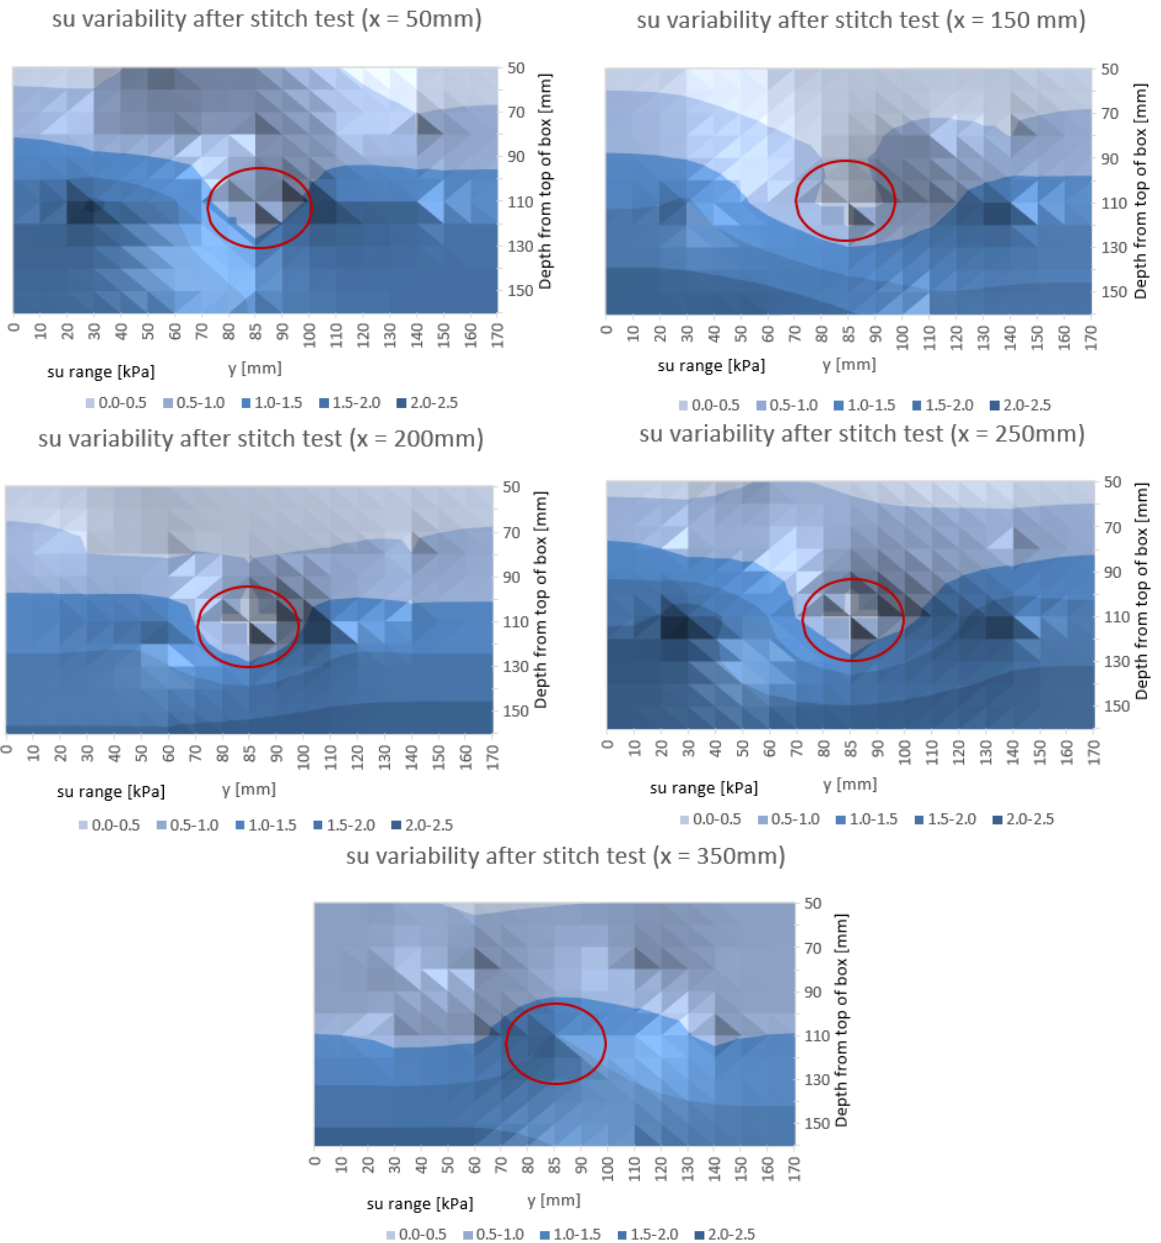 su variability after stitch test (x = 50mm)
50
70
90
110
130
150
Depth from top of box [mm]
0 10 20 30 40 50 60 70 80 85 90 100 110 120 130 140 150 160 170
su range [kPa]
y [mm]
0.0-0.5 0.5-1.0 1.0-1.5 1.5-2.0 2.0-2.5
su variability after stitch test (x = 150 mm)
50
70
90
110
130
150
Depth from top of box [mm]
0 10 20 30 40 50 60 70 80 85 90 100 110 120 130 140 150 160 170
su range [kPa]
y [mm]
0.0-0.5 0.5-1.0 1.0-1.5 1.5-2.0 2.0-2.5
su variability after stitch test (x = 200mm)
50
70
90
110
130
150
Depth from top of box [mm]
0 10 20 30 40 50 60 70 80 85 90 100 110 120 130 140 150 160 170
su range [kPa]
y [mm]
0.0-0.5 0.5-1.0 1.0-1.5 1.5-2.0 2.0-2.5
su variability after stitch test (x = 250mm)
50
70
90
110
130
150
Depth from top of box [mm]
0 10 20 30 40 50 60 70 80 85 90 100 110 120 130 140 150 160 170
su range [kPa]
y [mm]
0.0-0.5 0.5-1.0 1.0-1.5 1.5-2.0 2.0-2.5
su variability after stitch test (x = 350mm)
50
70
90
110
130
150
Depth from top of box [mm]
0 10 20 30 40 50 60 70 80 85 90 100 110 120 130 140 150 160 170
su range [kPa]
y [mm]
0.0-0.5 0.5-1.0 1.0-1.5 1.5-2.0 2.0-2.5